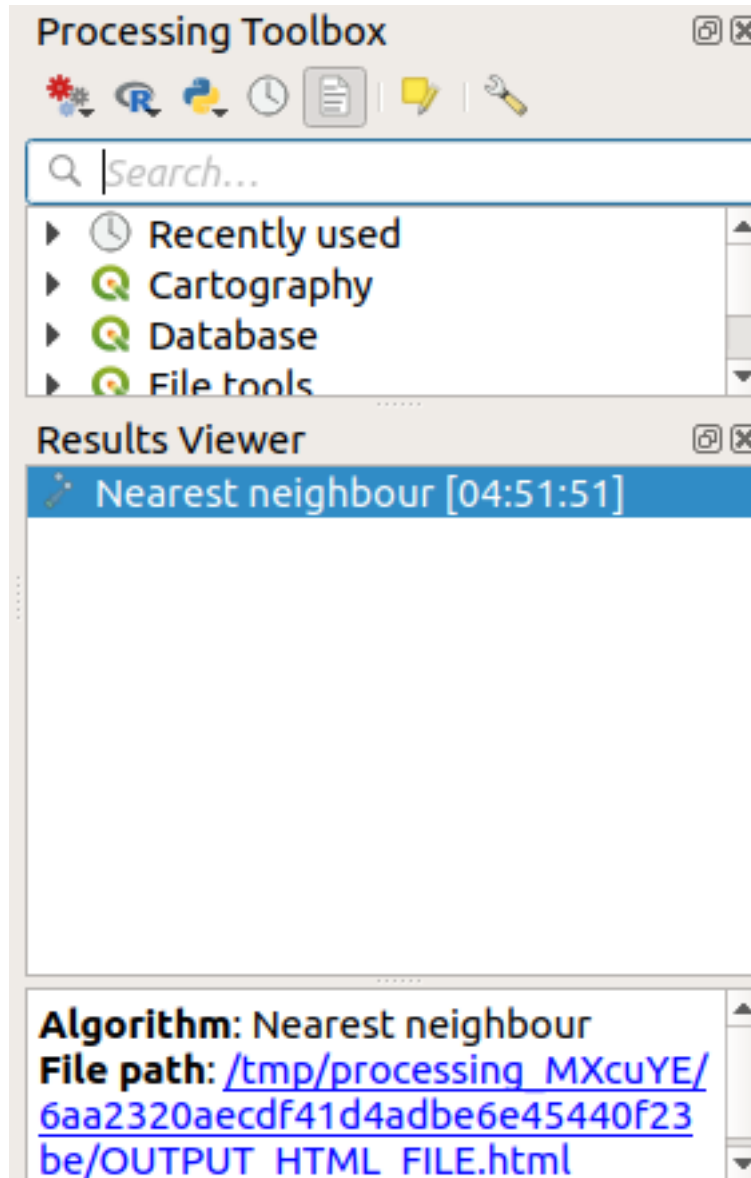 Processing Toolbox
Search...
Recently used
Cartography
Database
File tools
Results Viewer
Nearest neighbour [04:51:51]
Algorithm: Nearest neighbour
File path: /tmp/processing_MXcuYE/
6aa2320aecdf41d4adbe6e45440f23
be/OUTPUT_HTML_FILE.html